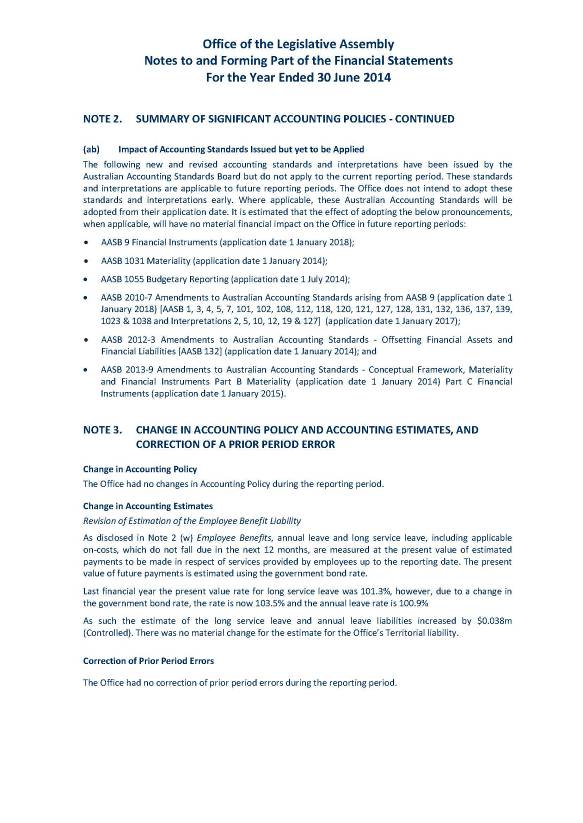 Office of the Legislative Assembly
Notes to and Forming Part of the Financial Statements
For the Year Ended 30 June 2014
NOTE 2. SUMMARY OF SIGNIFICANT ACCOUNTING POLICIES - CONTINUED
(ab) Impact of Accounting Standards Issued but yet to be Applied
The following new and revised accounting standards and interpretations have been issued by the
Australian Accounting Standards Board but do not apply to the current reporting period. These standards
and interpretations are applicable to future reporting periods. The Office does not intend to adopt these
standards and interpretations early. Where applicable, these Australian Accounting Standards will be
adopted from their application date. It is estimated that the effect of adopting the below pronouncements,
when applicable, will have no material financial impact on the Office in future reporting periods:
• AASB 9 Financial Instruments (application date 1 January 2018);
• AASB 1031 Materiality (application date 1 January 2014);
• AASB 1055 Budgetary Reporting (application date 1 July 2014);
• AASB 2010-7 Amendments to Australian Accounting Standards arising from AASB 9 (application date 1
January 2018) [AASB 1, 3, 4, 5, 7, 101, 102, 108, 112, 118, 120, 121, 127, 128, 131, 132, 136, 137, 139,
1023 & 1038 and Interpretations 2, 5, 10, 12, 19 & 127] (application date 1 January 2017);
• AASB 2012-3 Amendments to Australian Accounting Standards - Offsetting Financial Assets and
Financial Liabilities [AASB 132] (application date 1 January 2014); and
• AASB 2013-9 Amendments to Australian Accounting Standards - Conceptual Framework, Materiality
and Financial Instruments Part B Materiality (application date 1 January 2014) Part C Financial
Instruments (application date 1 January 2015).
NOTE 3. CHANGE IN ACCOUNTING POLICY AND ACCOUNTING ESTIMATES, AND
CORRECTION OF A PRIOR PERIOD ERROR
Change in Accounting Policy
The Office had no changes in Accounting Policy during the reporting period.
Change in Accounting Estimates
Revision of Estimation of the Employee Benefit Liability
As disclosed in Note 2 (w) Employee Benefits, annual leave and long service leave, including applicable
on-costs, which do not fall due in the next 12 months, are measured at the present value of estimated
payments to be made in respect of services provided by employees up to the reporting date. The present
value of future payments is estimated using the government bond rate.
Last financial year the present value rate for long service leave was 101.3%, however, due to a change in
the government bond rate, the rate is now 103.5% and the annual leave rate is 100.9%
As such the estimate of the long service leave and annual leave liabilities increased by $0.038m
(Controlled). There was no material change for the estimate for the Office's Territorial liability.
Correction of Prior Period Errors
The Office had no correction of prior period errors during the reporting period.